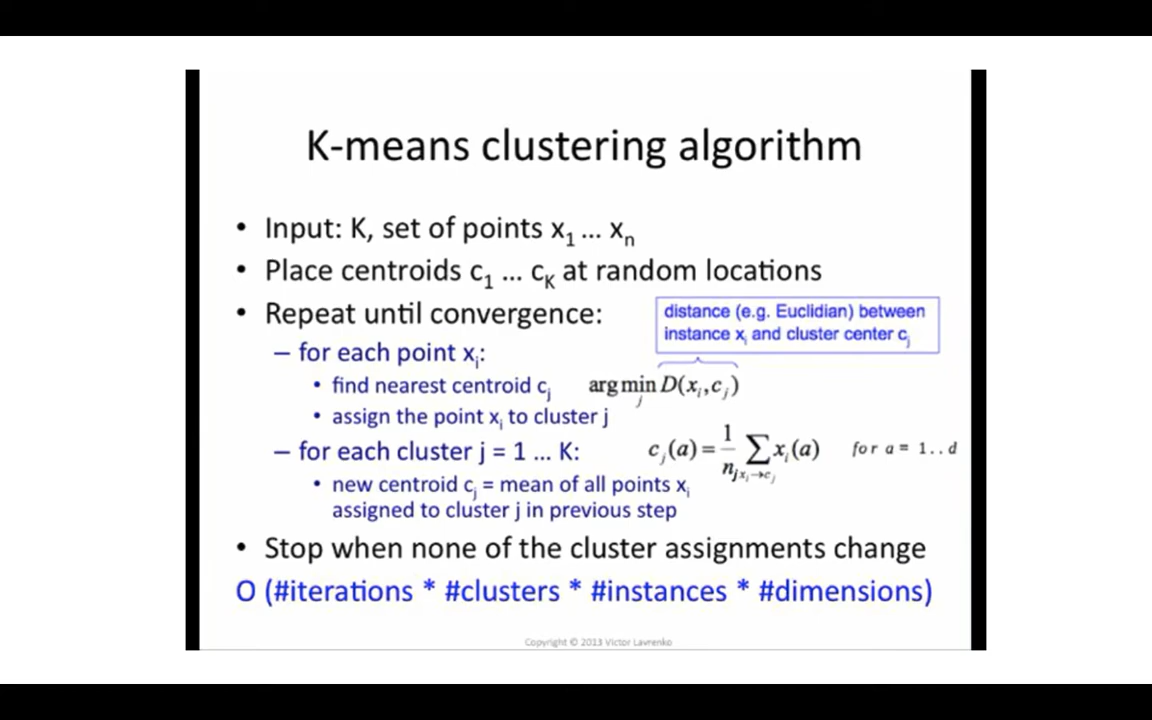 K-means clustering algorithm
• Input: K, set of points x₁ ... xₙ
• Place centroids c₁ ... c_K at random locations
• Repeat until convergence:
distance (e.g. Euclidian) between
instance xᵢ and cluster center cⱼ
– for each point xᵢ:
• find nearest centroid cⱼ arg min D(xᵢ,cⱼ)
j
• assign the point xᵢ to cluster j
– for each cluster j = 1 ... K: cⱼ(a) = 1/nⱼ ∑ xᵢ(a) for a = 1..d
xᵢ→cⱼ
• new centroid cⱼ = mean of all points xᵢ
assigned to cluster j in previous step
• Stop when none of the cluster assignments change
O (#iterations * #clusters * #instances * #dimensions)
Copyright © 2013 Victor Lavrenko